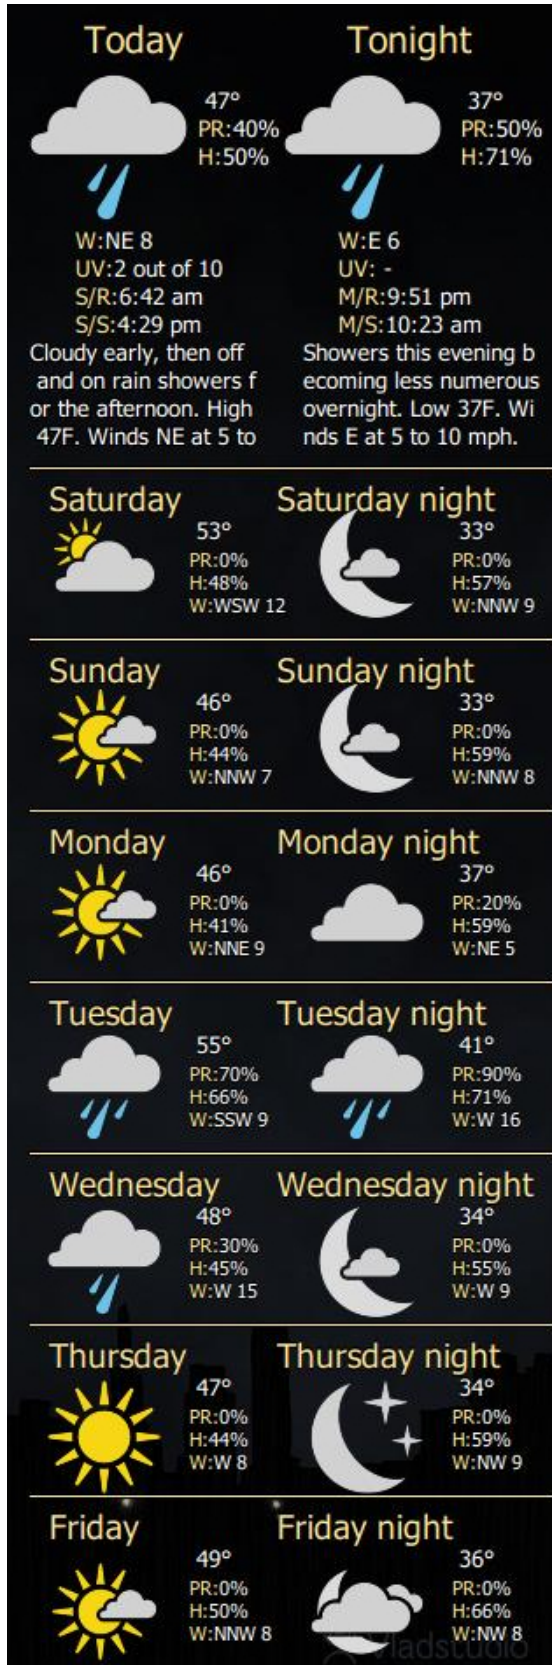 Today
47°
PR:40%
H:50%
W:NE 8
UV:2 out of 10
S/R:6:42 am
S/S:4:29 pm
Cloudy early, then off
and on rain showers f
or the afternoon. High
47F. Winds NE at 5 to
Tonight
37°
PR:50%
H:71%
W:E 6
UV: -
M/R:9:51 pm
M/S:10:23 am
Showers this evening b
ecoming less numerous
overnight. Low 37F. Wi
nds E at 5 to 10 mph.
Saturday
53°
PR:0%
H:48%
W:WSW 12
Saturday night
33°
PR:0%
H:57%
W:NNW 9
Sunday
46°
PR:0%
H:44%
W:NNW 7
Sunday night
33°
PR:0%
H:59%
W:NNW 8
Monday
46°
PR:0%
H:41%
W:NNE 9
Monday night
37°
PR:20%
H:59%
W:NE 5
Tuesday
55°
PR:70%
H:66%
W:SSW 9
Tuesday night
41°
PR:90%
H:71%
W:W 16
Wednesday
48°
PR:30%
H:45%
W:W 15
Wednesday night
34°
PR:0%
H:55%
W:W 9
Thursday
47°
PR:0%
H:44%
W:W 8
Thursday night
34°
PR:0%
H:59%
W:NW 9
Friday
49°
PR:0%
H:50%
W:NNW 8
Friday night
36°
PR:0%
H:66%
W:NW 8
Vladstudio